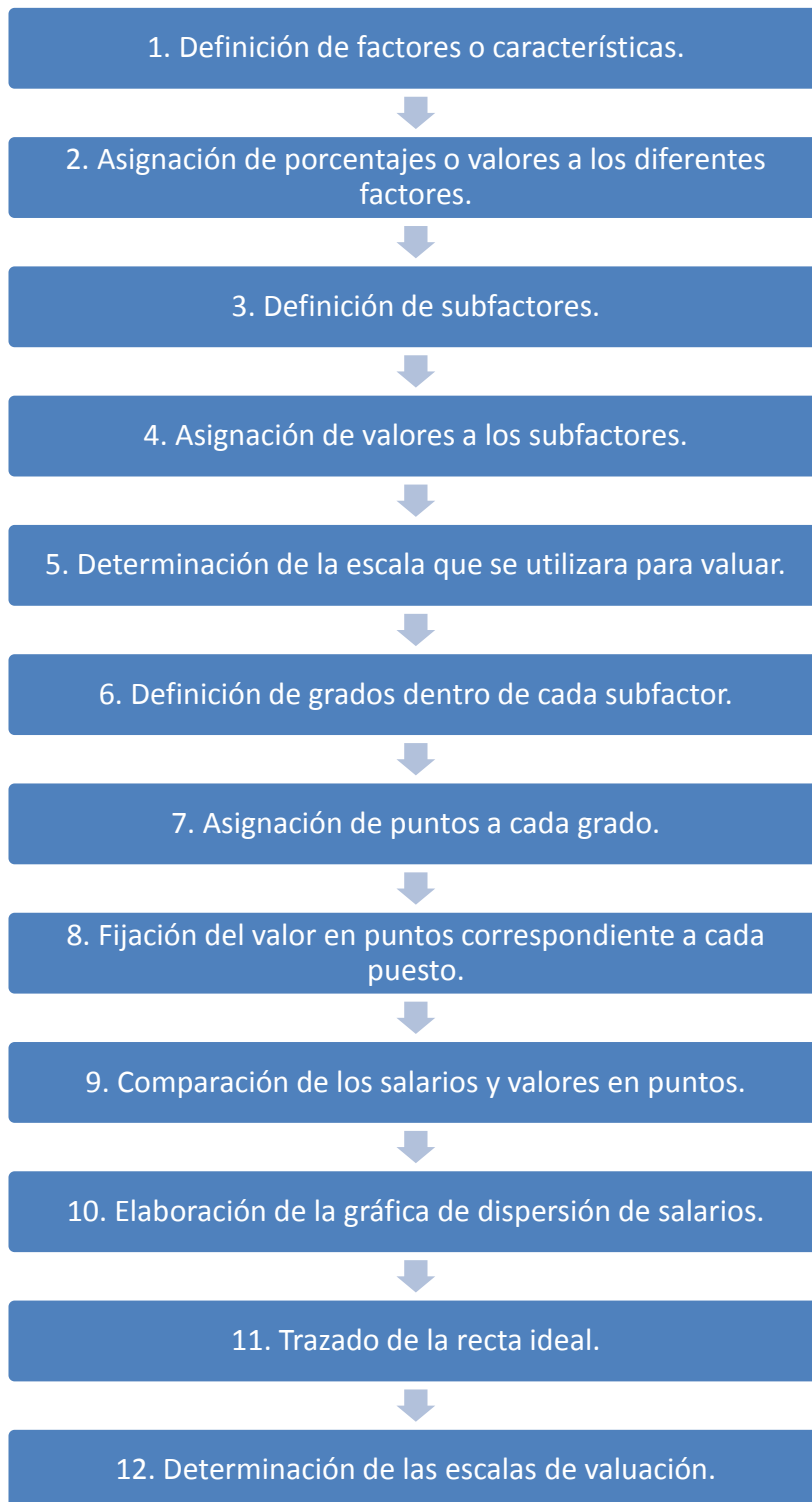 1. Definición de factores o características.
2. Asignación de porcentajes o valores a los diferentes
factores.
3. Definición de subfactores.
4. Asignación de valores a los subfactores.
5. Determinación de la escala que se utilizara para valuar.
6. Definición de grados dentro de cada subfactor.
7. Asignación de puntos a cada grado.
8. Fijación del valor en puntos correspondiente a cada
puesto.
9. Comparación de los salarios y valores en puntos.
10. Elaboración de la gráfica de dispersión de salarios.
11. Trazado de la recta ideal.
12. Determinación de las escalas de valuación.